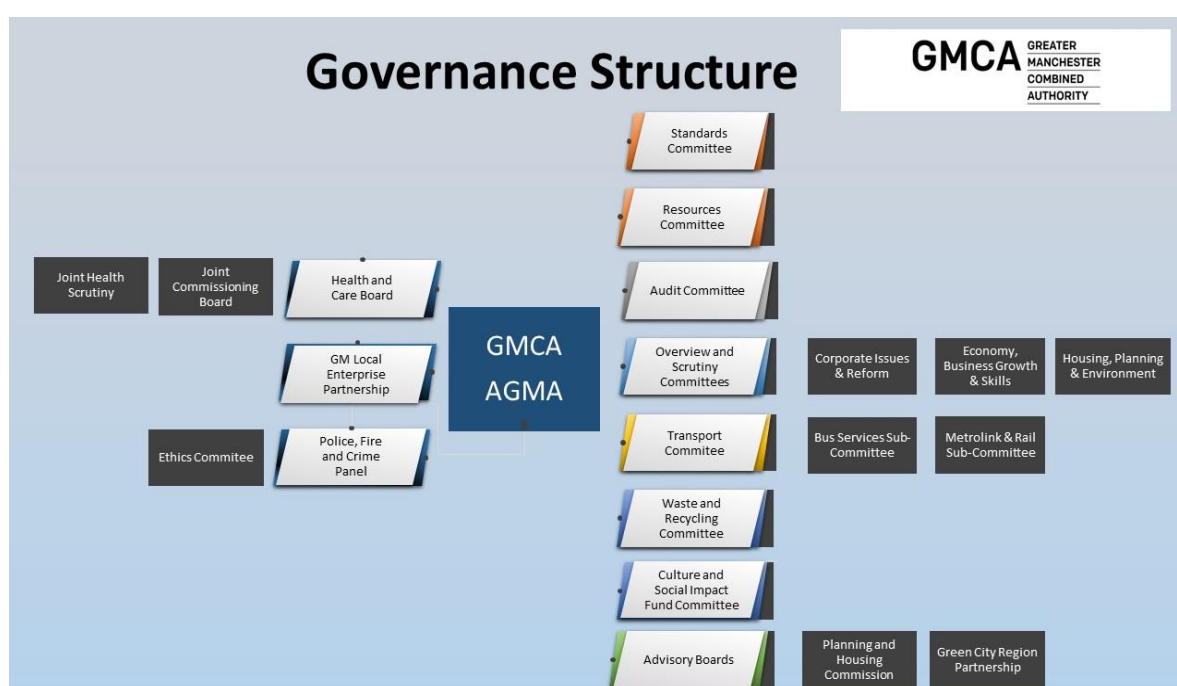 Governance Structure
GMCA
GREATER
MANCHESTER
COMBINED
AUTHORITY
Standards
Committee
Resources
Committee
Joint Health
Scrutiny
Joint
Commissioning
Board
Health and
Care Board
Audit Committee
GMCA
AGMA
GM Local
Enterprise
Partnership
Overview and
Scrutiny
Committees
Corporate Issues
& Reform
Economy,
Business Growth
& Skills
Housing, Planning
& Environment
Ethics Commitee
Police, Fire
and Crime
Panel
Transport
Commitee
Bus Services Sub-
Committee
Metrolink & Rail
Sub-Committee
Waste and
Recycling
Committee
Culture and
Social Impact
Fund Committee
Advisory Boards
Planning and
Housing
Commission
Green City Region
Partnership